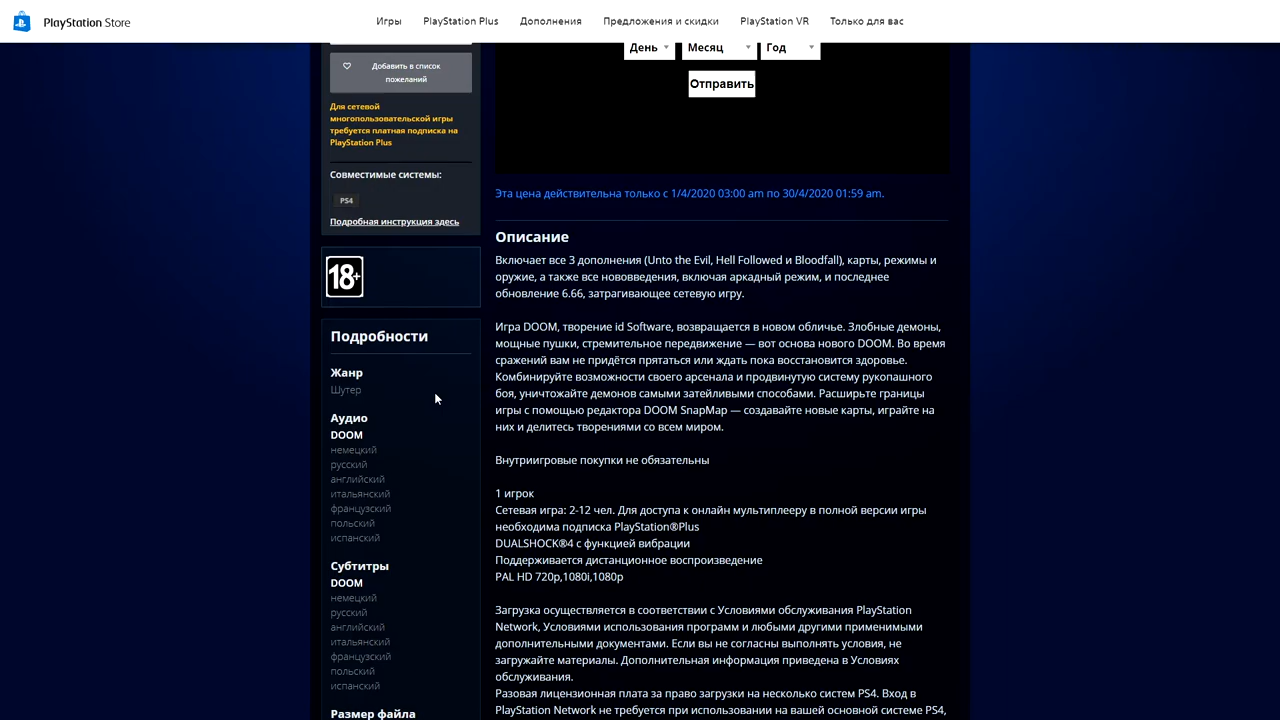 PlayStation Store
Игры
PlayStation Plus
Дополнения
Предложения и скидки
PlayStation VR
Только для вас
Добавить в список
пожеланий
Для сетевой
многопользовательской игры
требуется платная подписка на
PlayStation Plus
Совместимые системы:
PS4
Подробная инструкция здесь
18+
Подробности
Жанр
Шутер
Аудио
DOOM
немецкий
русский
английский
итальянский
французский
польский
испанский
Субтитры
DOOM
немецкий
русский
английский
итальянский
французский
польский
испанский
Размер файла
День
Месяц
Год
Отправить
Эта цена действительна только с 1/4/2020 03:00 am по 30/4/2020 01:59 am.
Описание
Включает все 3 дополнения (Unto the Evil, Hell Followed и Bloodfall), карты, режимы и
оружие, а также все нововведения, включая аркадный режим, и последнее
обновление 6.66, затрагивающее сетевую игру.
Игра DOOM, творение id Software, возвращается в новом обличье. Злобные демоны,
мощные пушки, стремительное передвижение — вот основа нового DOOM. Во время
сражений вам не придётся прятаться или ждать пока восстановится здоровье.
Комбинируйте возможности своего арсенала и продвинутую систему рукопашного
боя, уничтожайте демонов самыми затейливыми способами. Расширьте границы
игры с помощью редактора DOOM SnapMap — создавайте новые карты, играйте на
них и делитесь творениями со всем миром.
Внутриигровые покупки не обязательны
1 игрок
Сетевая игра: 2-12 чел. Для доступа к онлайн мультиплееру в полной версии игры
необходима подписка PlayStation®Plus
DUALSHOCK®4 с функцией вибрации
Поддерживается дистанционное воспроизведение
PAL HD 720p,1080i,1080p
Загрузка осуществляется в соответствии с Условиями обслуживания PlayStation
Network, Условиями использования программ и любыми другими применимыми
дополнительными документами. Если вы не согласны выполнять условия, не
загружайте материалы. Дополнительная информация приведена в Условиях
обслуживания.
Разовая лицензионная плата за право загрузки на несколько систем PS4. Вход в
PlayStation Network не требуется при использовании на вашей основной системе PS4,